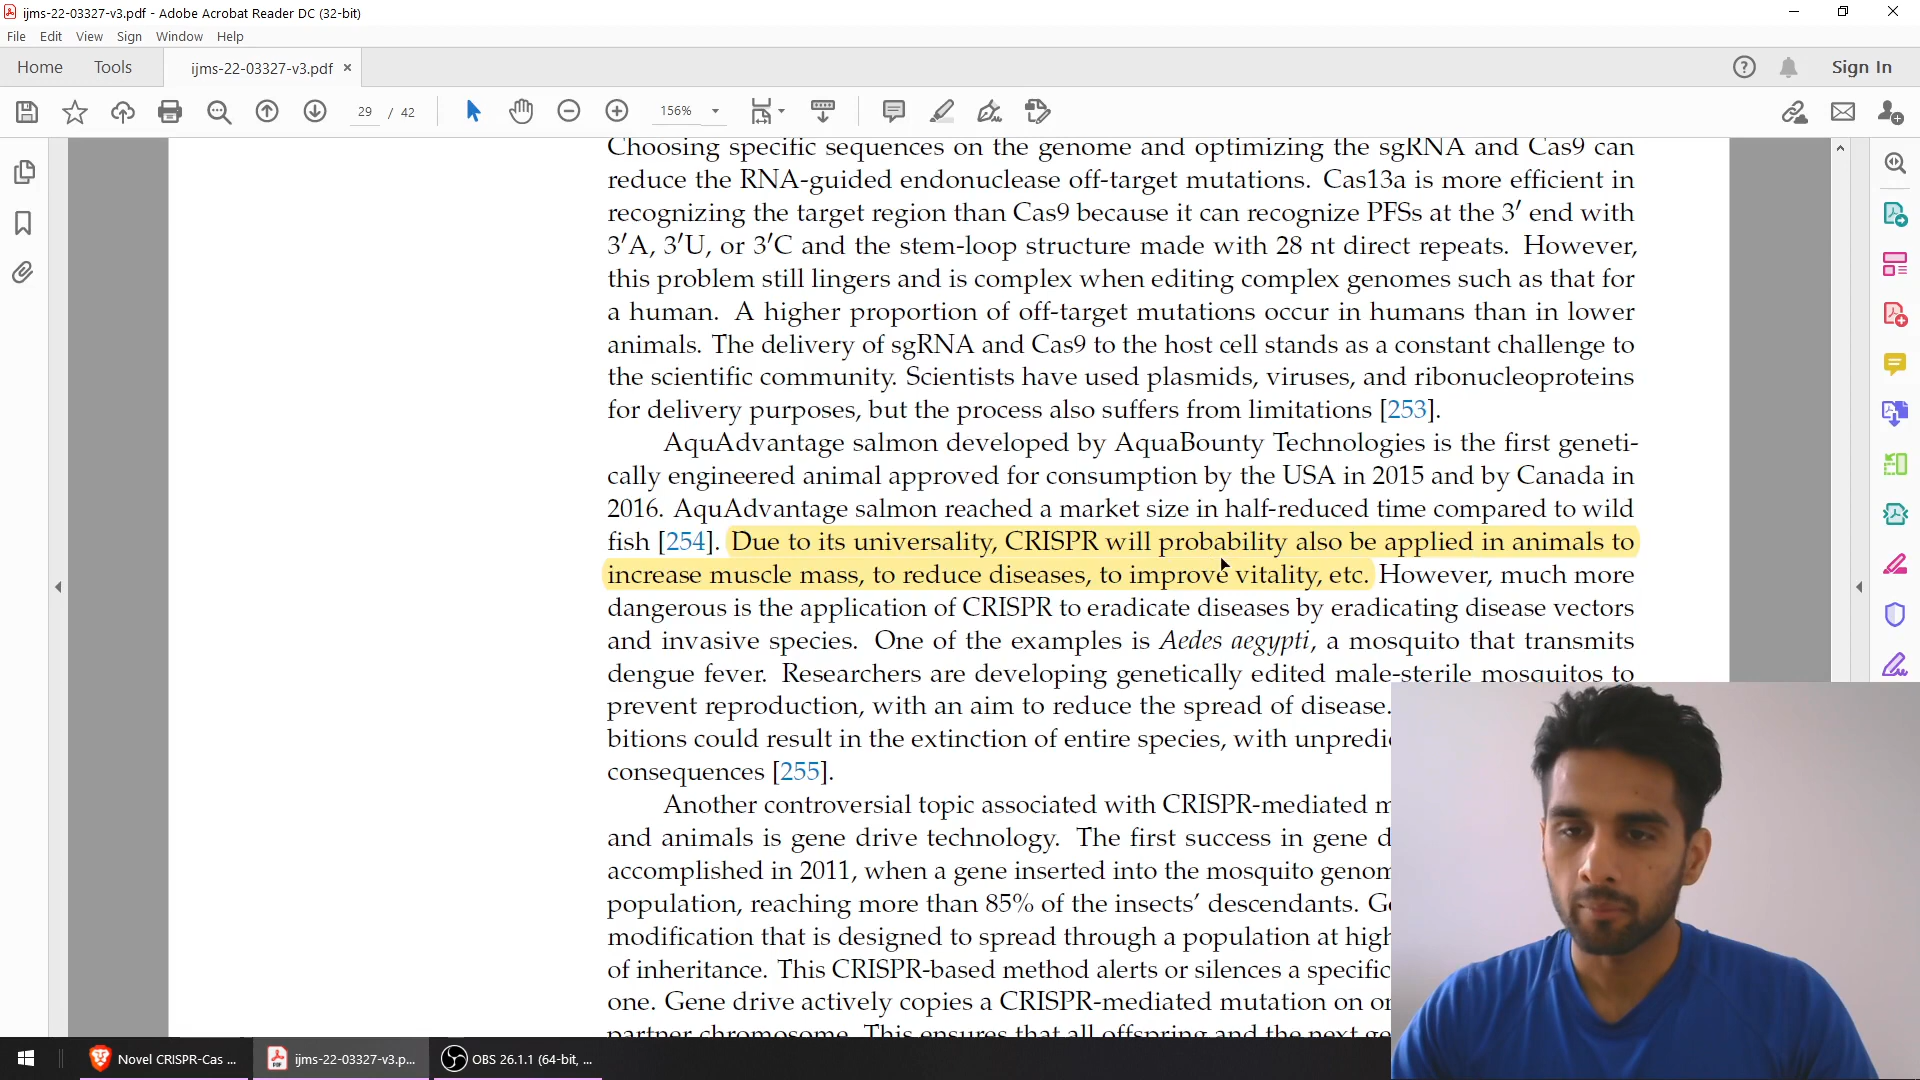 ijms-22-03327-v3.pdf - Adobe Acrobat Reader DC (32-bit)
File Edit View Sign Window Help
Home Tools ijms-22-03327-v3.pdf × Sign In
29 / 42 156%
Choosing specific sequences on the genome and optimizing the sgRNA and Cas9 can
reduce the RNA-guided endonuclease off-target mutations. Cas13a is more efficient in
recognizing the target region than Cas9 because it can recognize PFSs at the 3′ end with
3′A, 3′U, or 3′C and the stem-loop structure made with 28 nt direct repeats. However,
this problem still lingers and is complex when editing complex genomes such as that for
a human. A higher proportion of off-target mutations occur in humans than in lower
animals. The delivery of sgRNA and Cas9 to the host cell stands as a constant challenge to
the scientific community. Scientists have used plasmids, viruses, and ribonucleoproteins
for delivery purposes, but the process also suffers from limitations [253].
AquAdvantage salmon developed by AquaBounty Technologies is the first geneti-
cally engineered animal approved for consumption by the USA in 2015 and by Canada in
2016. AquAdvantage salmon reached a market size in half-reduced time compared to wild
fish [254]. Due to its universality, CRISPR will probability also be applied in animals to
increase muscle mass, to reduce diseases, to improve vitality, etc. However, much more
dangerous is the application of CRISPR to eradicate diseases by eradicating disease vectors
and invasive species. One of the examples is Aedes aegypti, a mosquito that transmits
dengue fever. Researchers are developing genetically edited male-sterile mosquitos to
prevent reproduction, with an aim to reduce the spread of disease.
bitions could result in the extinction of entire species, with unpredic
consequences [255].
Another controversial topic associated with CRISPR-mediated m
and animals is gene drive technology. The first success in gene d
accomplished in 2011, when a gene inserted into the mosquito genom
population, reaching more than 85% of the insects' descendants. Ge
modification that is designed to spread through a population at high
of inheritance. This CRISPR-based method alerts or silences a specific
one. Gene drive actively copies a CRISPR-mediated mutation on on
partner chromosome. This ensures that all offspring and the next ge
Novel CRISPR-Cas ... ijms-22-03327-v3.p... OBS 26.1.1 (64-bit, ...